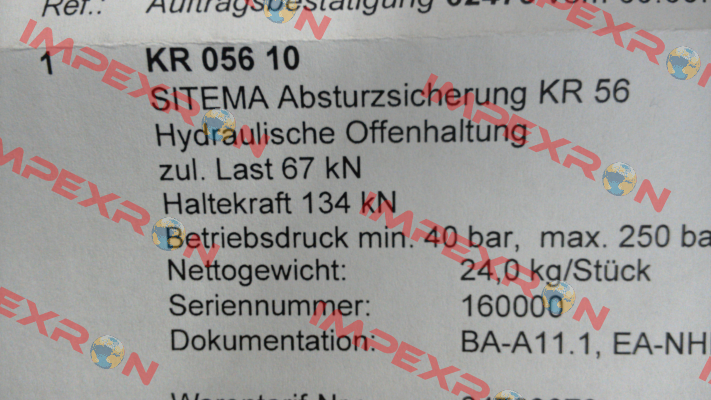 Ref.: Auftragsbestätigung
1 KR 056 10
SITEMA Absturzsicherung KR 56
Hydraulische Offenhaltung
zul. Last 67 kN
Haltekraft 134 kN
Betriebsdruck min. 40 bar, max. 250 ba
Nettogewicht: 24,0 kg/Stück
Seriennummer: 160000
Dokumentation: BA-A11.1, EA-NH
IMPEXRON